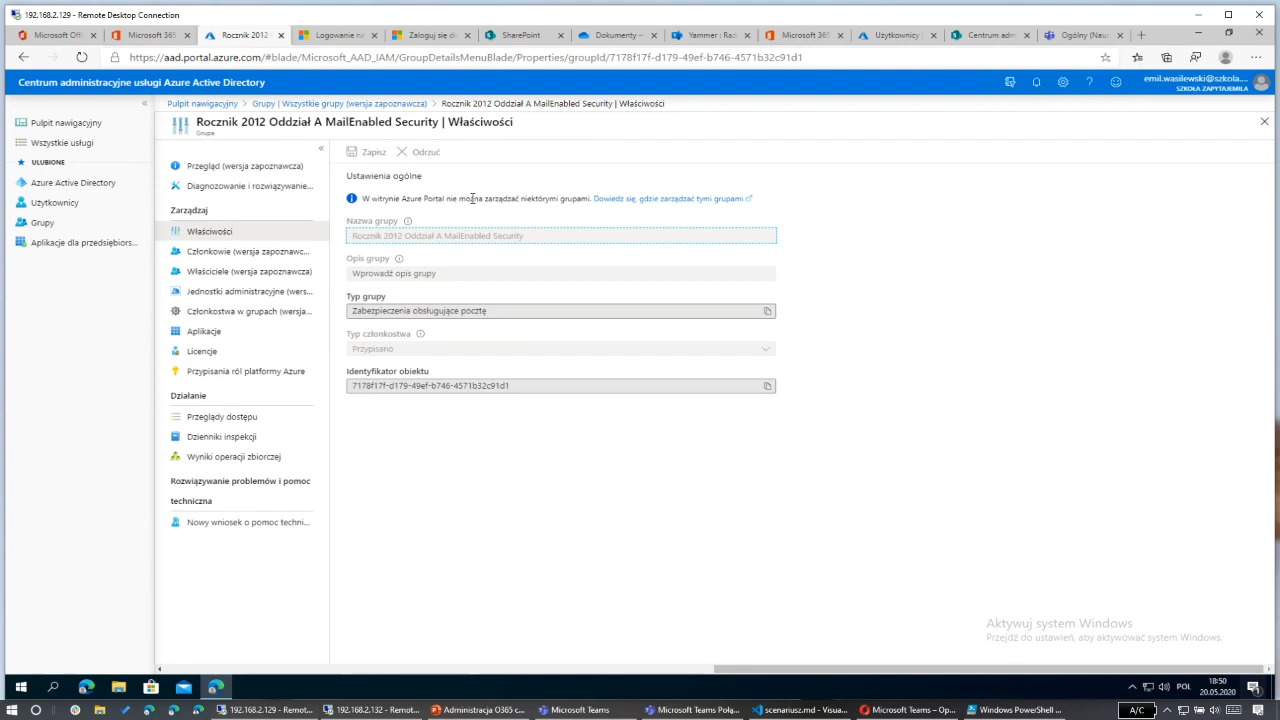 192.168.2.129 - Remote Desktop Connection
Microsoft Offi
Microsoft 365
Rocznik 2012
Logowanie na
Zaloguj się do
SharePoint
Dokumenty —
Yammer : Rad
Microsoft 365
Użytkownicy |
Centrum adm
Ogólny (Nauc
https://aad.portal.azure.com/#blade/Microsoft_AAD_IAM/GroupDetailsMenuBlade/Properties/groupId/7178f17f-d179-49ef-b746-4571b32c91d1
Centrum administracyjne usługi Azure Active Directory
emil.wasilewski@szkola....
SZKOŁA ZAPYTAJEMILA
Pulpit nawigacyjny > Grupy | Wszystkie grupy (wersja zapoznawcza) > Rocznik 2012 Oddział A MailEnabled Security | Właściwości
Rocznik 2012 Oddział A MailEnabled Security | Właściwości
Grupa
Pulpit nawigacyjny
Wszystkie usługi
ULUBIONE
Azure Active Directory
Użytkownicy
Grupy
Aplikacje dla przedsiębiors...
Przegląd (wersja zapoznawcza)
Diagnozowanie i rozwiązywanie...
Zarządzaj
Właściwości
Członkowie (wersja zapoznawc...
Właściciele (wersja zapoznawcza)
Jednostki administracyjne (wers...
Członkostwa w grupach (wersja...
Aplikacje
Licencje
Przypisania ról platformy Azure
Działanie
Przeglądy dostępu
Dzienniki inspekcji
Wyniki operacji zbiorczej
Rozwiązywanie problemów i pomoc
techniczna
Nowy wniosek o pomoc techni...
Zapisz
Odrzuć
Ustawienia ogólne
W witrynie Azure Portal nie można zarządzać niektórymi grupami. Dowiedz się, gdzie zarządzać tymi grupami
Nazwa grupy
Rocznik 2012 Oddział A MailEnabled Security
Opis grupy
Wprowadź opis grupy
Typ grupy
Zabezpieczenia obsługujące pocztę
Typ członkostwa
Przypisano
Identyfikator obiektu
7178f17f-d179-49ef-b746-4571b32c91d1
Aktywuj system Windows
Przejdź do ustawień, aby aktywować system Windows.
POL
18:50
20.05.2020
192.168.2.129 - Remot...
192.168.2.132 - Remot...
Administracja O365 c...
Microsoft Teams
Microsoft Teams Połą...
scenariusz.md - Visua...
Microsoft Teams – Op...
Windows PowerShell ...
A/C